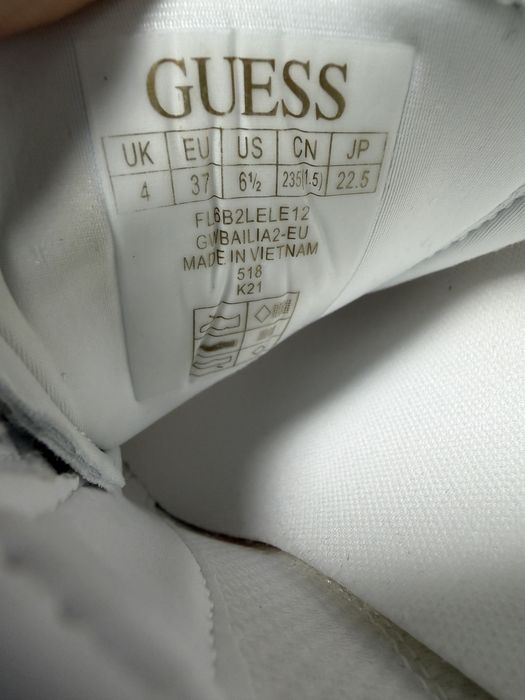 GUESS
UK EU US CN JP
4 37 6½ 235(1.5) 22.5
FL6B2LELE12
GWBAILIA2-EU
MADE IN VIETNAM
518
K21